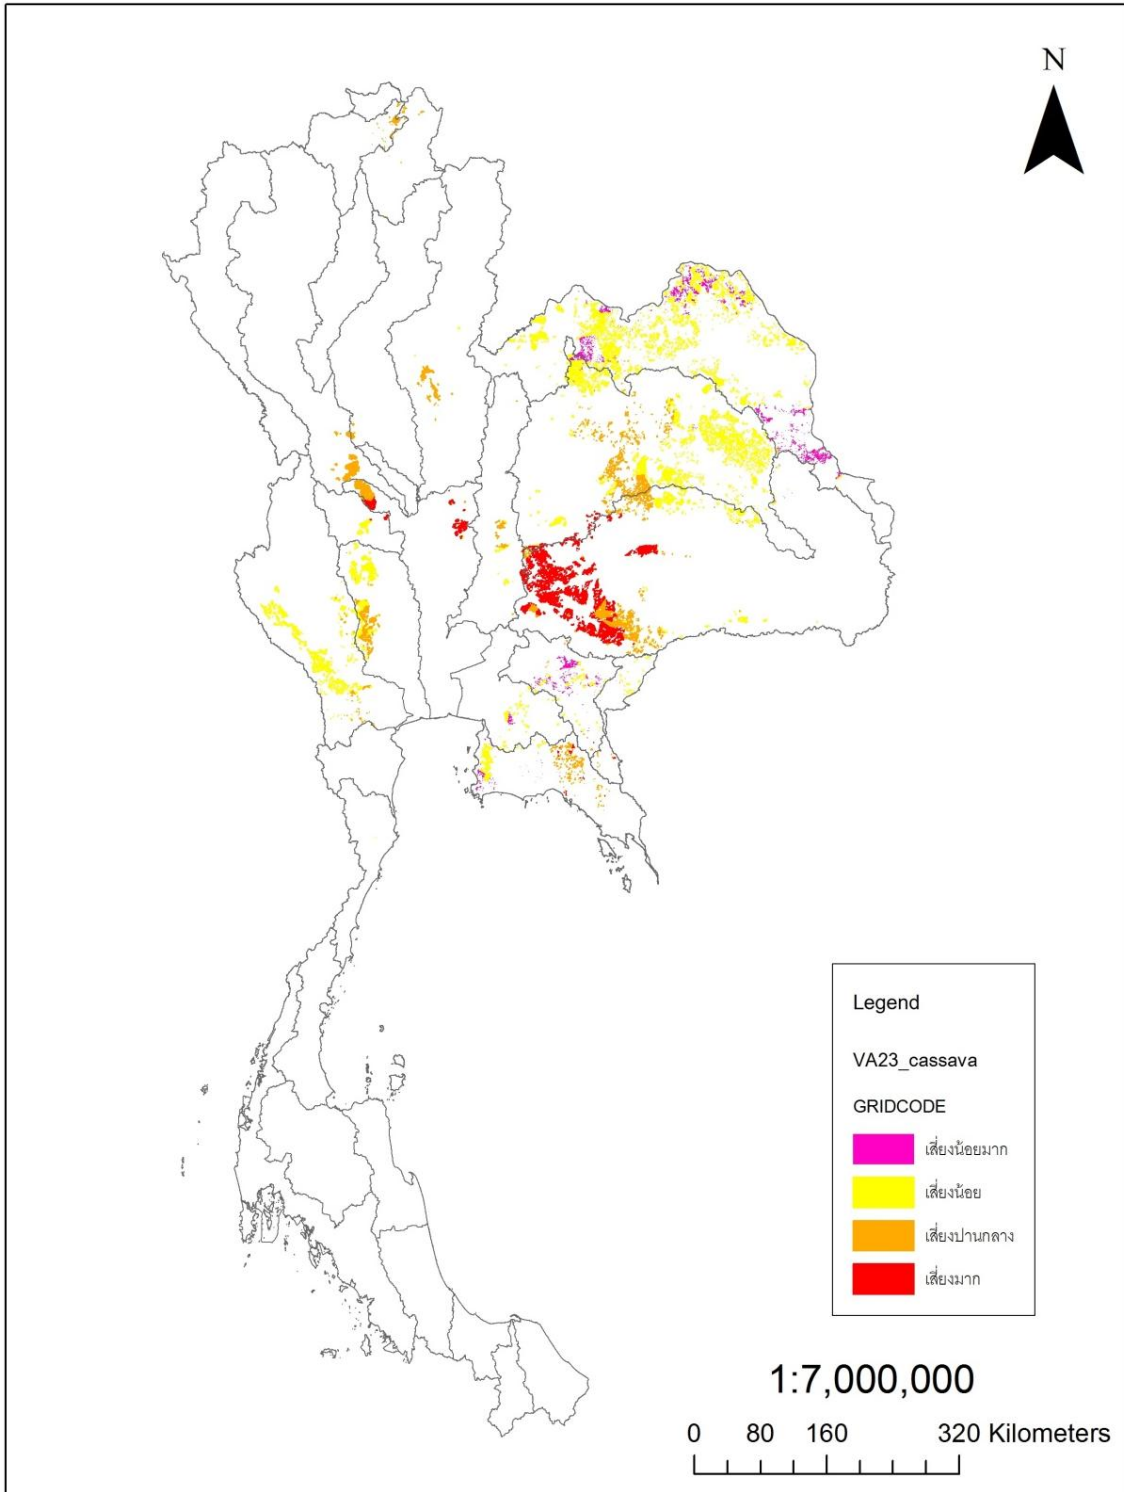 N
Legend
VA23_cassava
GRIDCODE
เสี่ยงน้อยมาก
เสี่ยงน้อย
เสี่ยงปานกลาง
เสี่ยงมาก
1:7,000,000
0 80 160 320 Kilometers